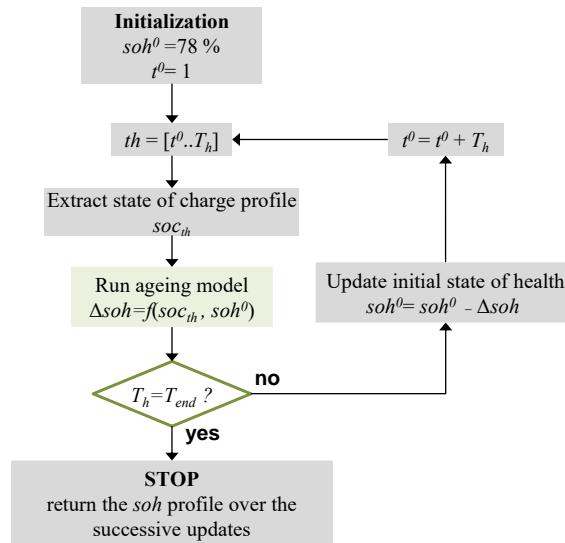 Initialization
soh⁰ =78 %
t⁰= 1
th = [t⁰..Tₕ]
t⁰= t⁰ + Tₕ
Extract state of charge profile
socₜₕ
Run ageing model
Δsoh=f(socₜₕ , soh⁰)
Update initial state of health
soh⁰= soh⁰ - Δsoh
Tₕ=Tₑₙd ?
no
yes
STOP
return the soh profile over the
successive updates